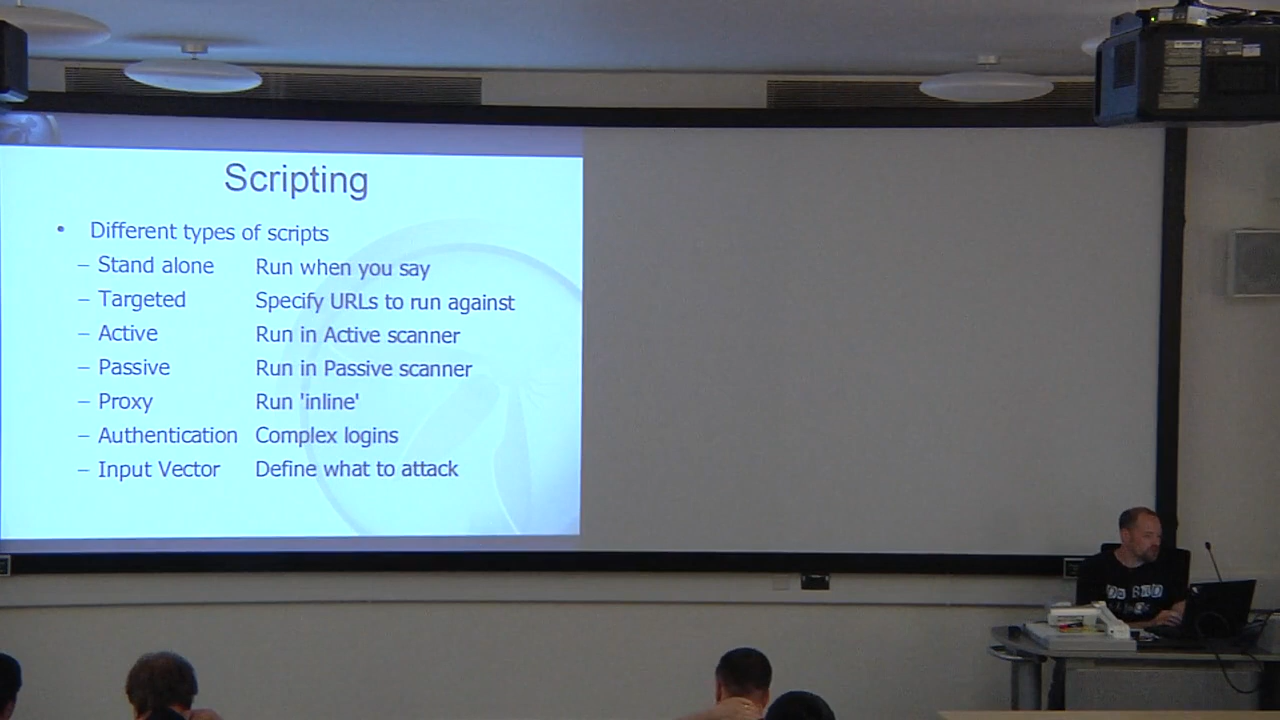 Scripting
• Different types of scripts
– Stand alone Run when you say
– Targeted Specify URLs to run against
– Active Run in Active scanner
– Passive Run in Passive scanner
– Proxy Run 'inline'
– Authentication Complex logins
– Input Vector Define what to attack